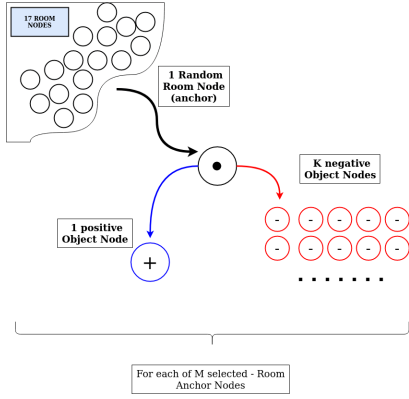 17 ROOM
NODES
1 Random
Room Node
(anchor)
K negative
Object Nodes
1 positive
Object Node
+
- - - - -
- - - - -
. . . . . . .
For each of M selected - Room
Anchor Nodes